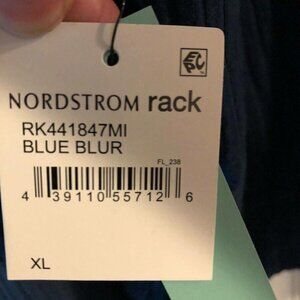 NORDSTROM rack
RK441847MI
BLUE BLUR
FL_238
4 39110 55712 6
XL